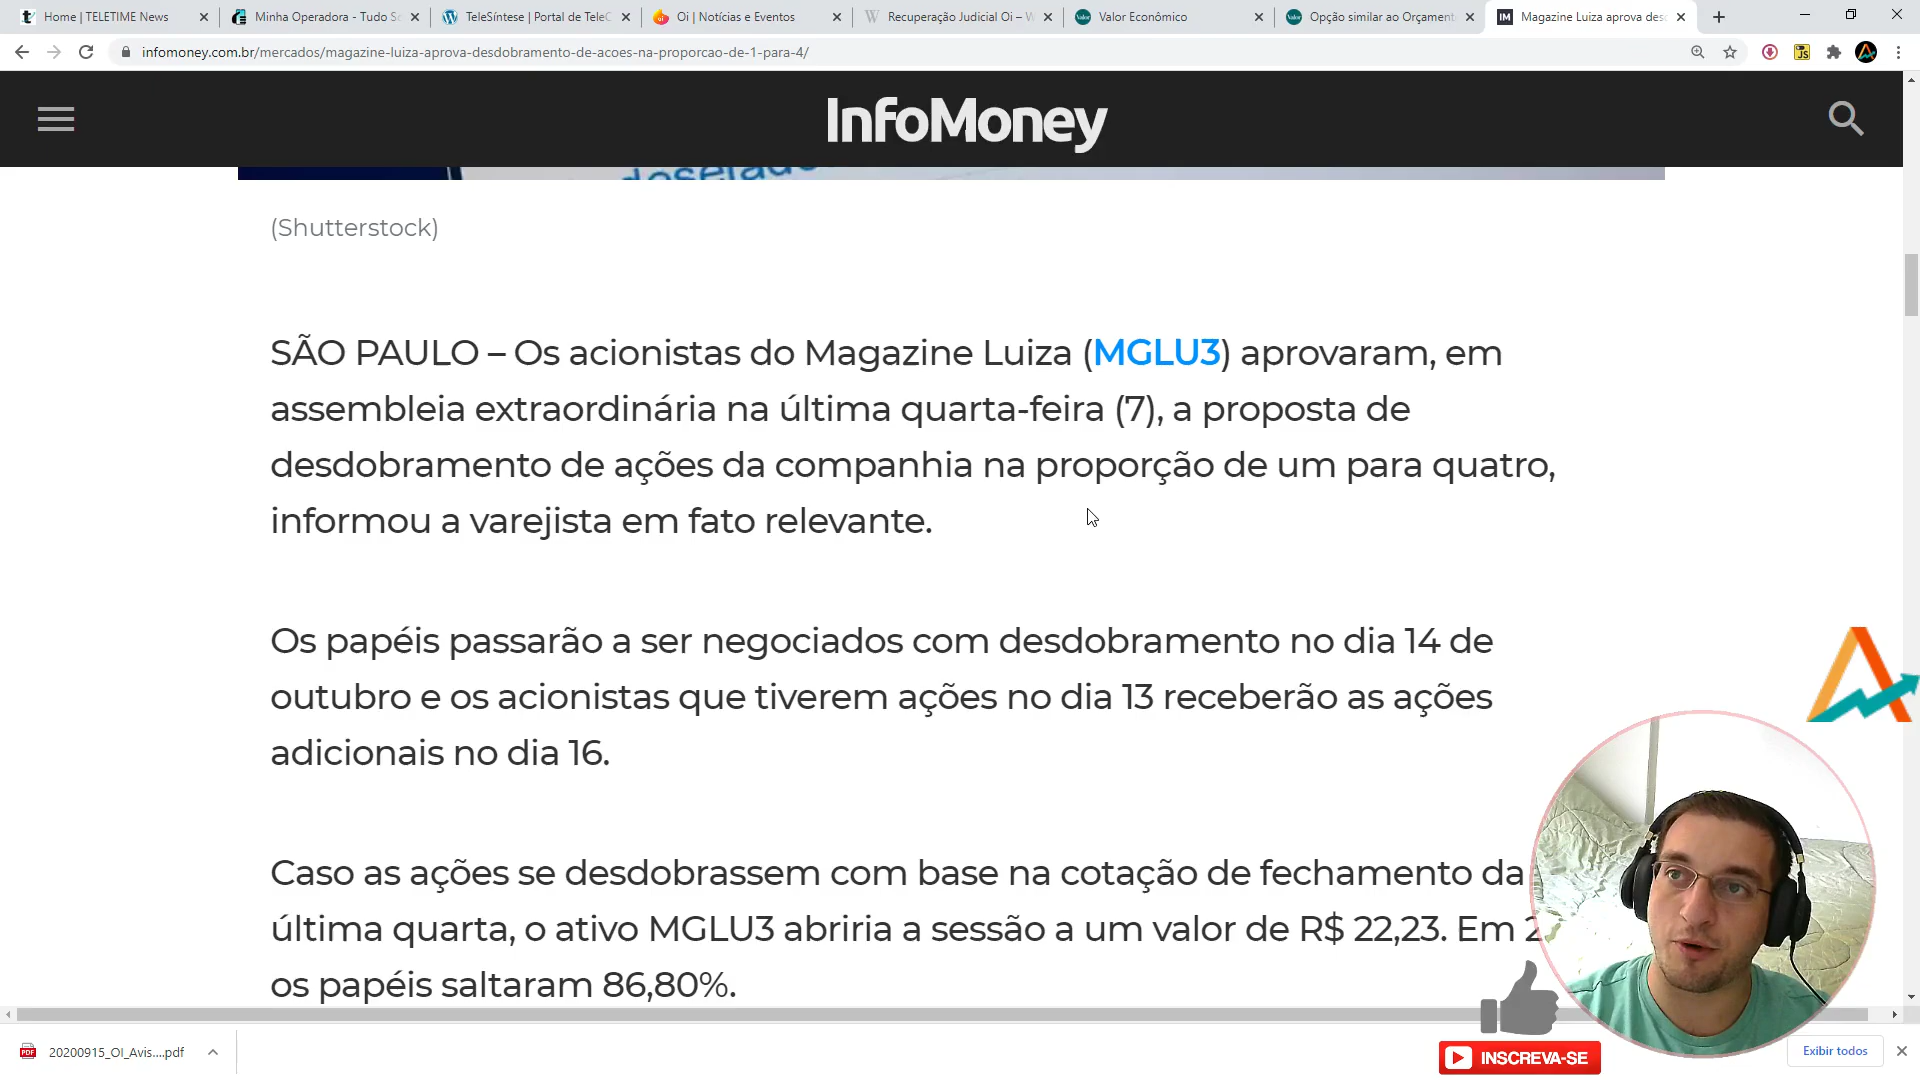 Home | TELETIME News
Minha Operadora - Tudo S
TeleSíntese | Portal de TeleC
Oi | Notícias e Eventos
Recuperação Judicial Oi – W
Valor Econômico
Opção similar ao Orçament
Magazine Luiza aprova des
infomoney.com.br/mercados/magazine-luiza-aprova-desdobramento-de-acoes-na-proporcao-de-1-para-4/
InfoMoney
(Shutterstock)
SÃO PAULO – Os acionistas do Magazine Luiza (MGLU3) aprovaram, em
assembleia extraordinária na última quarta-feira (7), a proposta de
desdobramento de ações da companhia na proporção de um para quatro,
informou a varejista em fato relevante.
Os papéis passarão a ser negociados com desdobramento no dia 14 de
outubro e os acionistas que tiverem ações no dia 13 receberão as ações
adicionais no dia 16.
Caso as ações se desdobrassem com base na cotação de fechamento da
última quarta, o ativo MGLU3 abriria a sessão a um valor de R$ 22,23. Em 2
os papéis saltaram 86,80%.
20200915_OI_Avis....pdf
INSCREVA-SE
Exibir todos